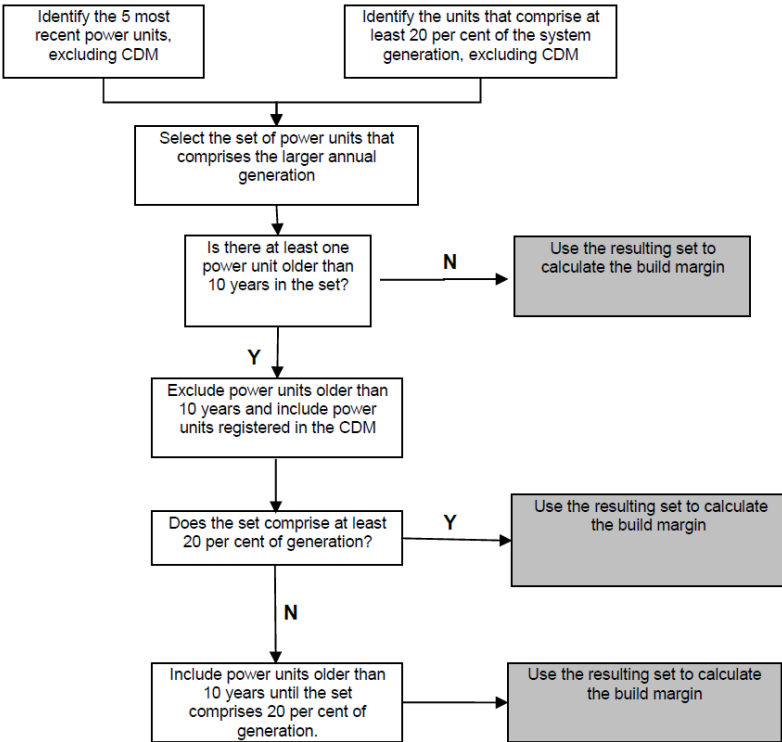 Identify the 5 most
recent power units,
excluding CDM
Identify the units that comprise at
least 20 per cent of the system
generation, excluding CDM
Select the set of power units that
comprises the larger annual
generation
Is there at least one
power unit older than
10 years in the set?
N
Use the resulting set to
calculate the build margin
Y
Exclude power units older than
10 years and include power
units registered in the CDM
Does the set comprise at least
20 per cent of generation?
Y
Use the resulting set to calculate
the build margin
N
Include power units older than
10 years until the set
comprises 20 per cent of
generation.
Use the resulting set to calculate
the build margin